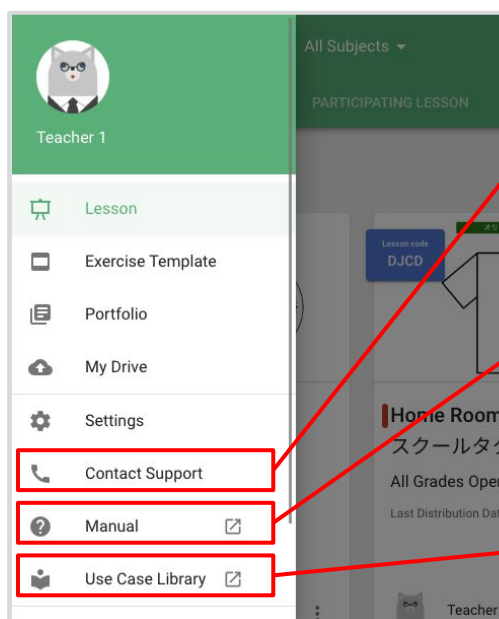 Teacher 1
Lesson
Exercise Template
Portfolio
My Drive
Settings
Contact Support
Manual
Use Case Library
All Subjects
PARTICIPATING LESSON
Lesson code
DJCD
Home Room
スクールタ
All Grades Ope
Last Distribution Dat
Teacher